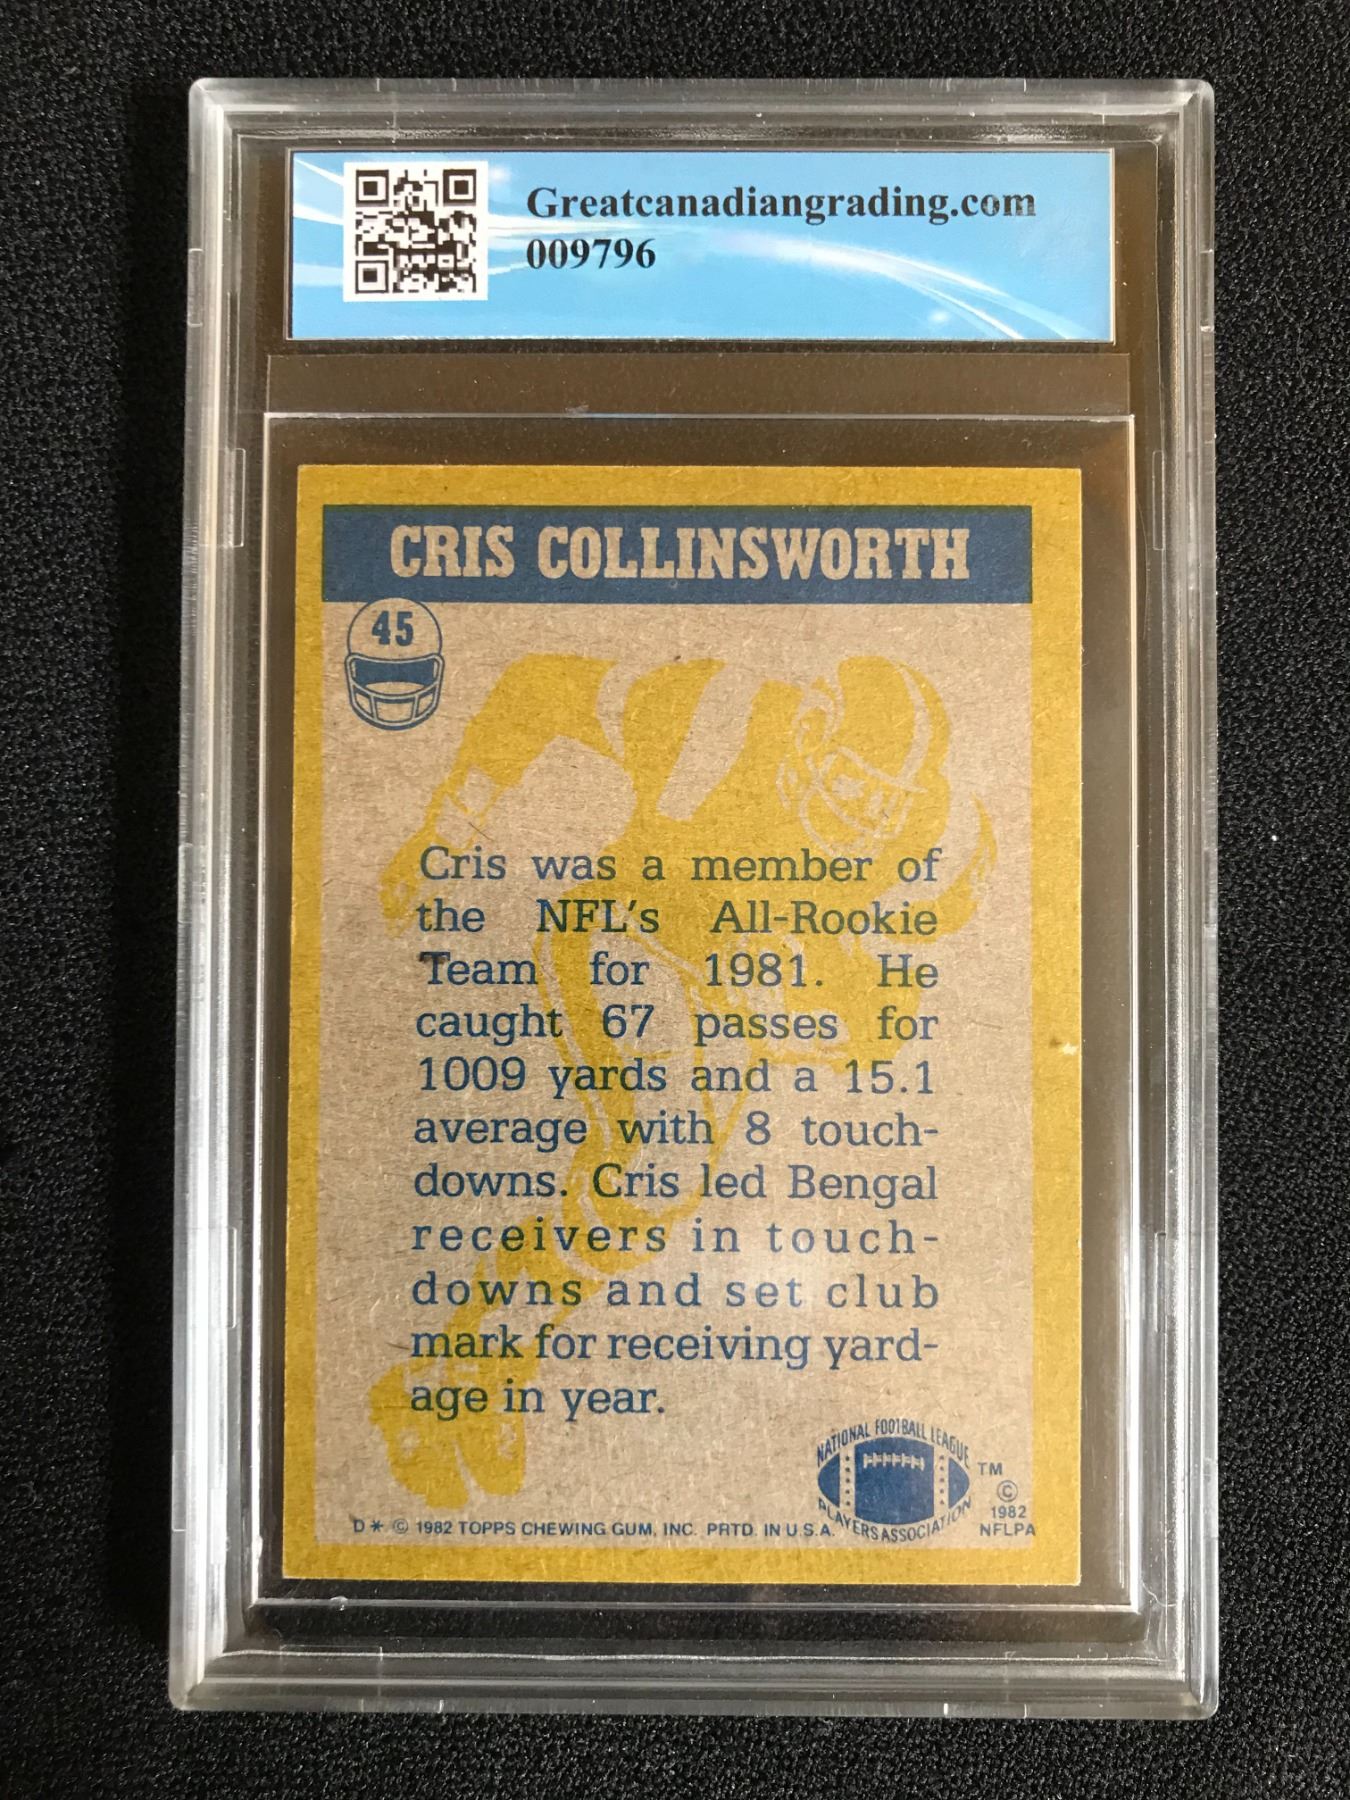 Greatcanadiangrading.com
009796
CRIS COLLINSWORTH
45
Cris was a member of
the NFL's All-Rookie
Team for 1981. He
caught 67 passes for
1009 yards and a 15.1
average with 8 touch-
downs. Cris led Bengal
receivers in touch-
downs and set club
mark for receiving yard-
age in year.
NATIONAL FOOTBALL LEAGUE
PLAYERS ASSOCIATION
TM
©
1982
NFLPA
D * © 1982 TOPPS CHEWING GUM, INC. PRTD. IN U.S.A.